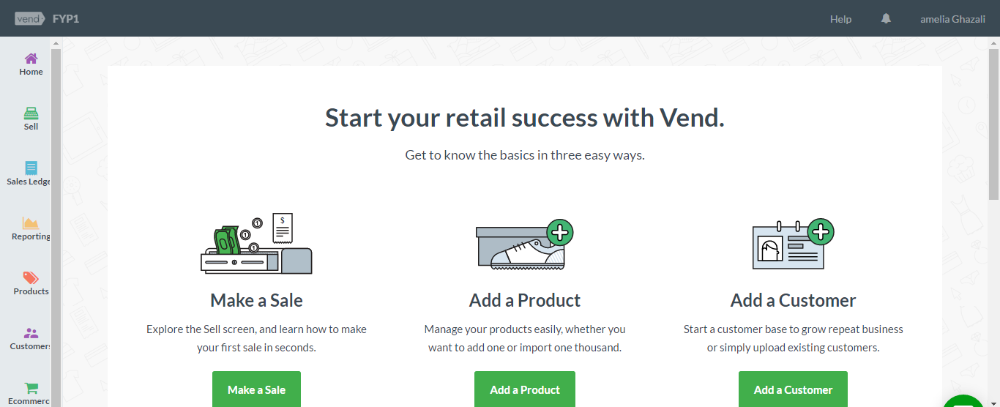 vend FYP1
Help
amelia Ghazali
Home
Sell
Sales Ledge
Reporting
Products
Customers
Ecommerc
Start your retail success with Vend.
Get to know the basics in three easy ways.
1
1
1
1
$
Make a Sale
Explore the Sell screen, and learn how to make
your first sale in seconds.
Make a Sale
Add a Product
Manage your products easily, whether you
want to add one or import one thousand.
Add a Product
Add a Customer
Start a customer base to grow repeat business
or simply upload existing customers.
Add a Customer